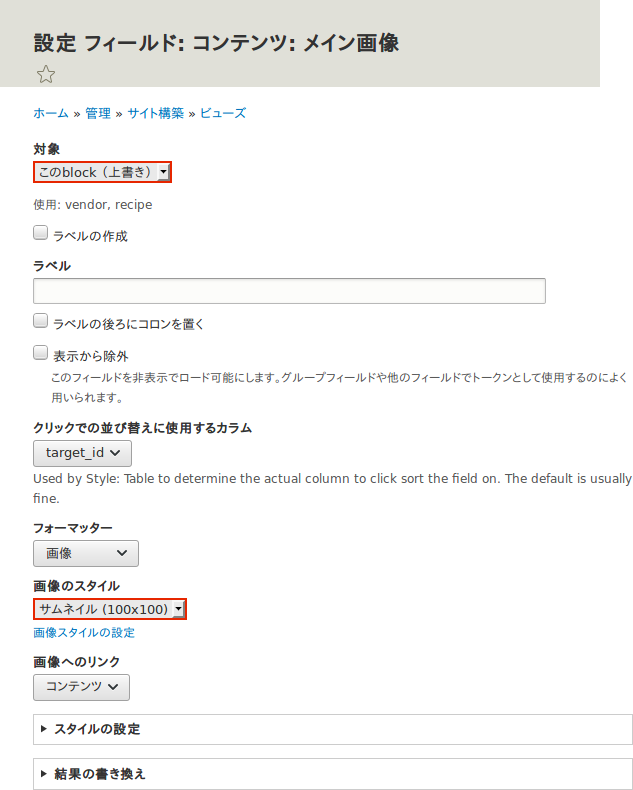 設定 フィールド: コンテンツ: メイン画像
ホーム » 管理 » サイト構築 » ビューズ
対象
このblock（上書き）
使用: vendor, recipe
ラベルの作成
ラベル
ラベルの後ろにコロンを置く
表示から除外
このフィールドを非表示でロード可能にします。グループフィールドや他のフィールドでトークンとして使用するのによく
用いられます。
クリックでの並び替えに使用するカラム
target_id
Used by Style: Table to determine the actual column to click sort the field on. The default is usually
fine.
フォーマッター
画像
画像のスタイル
サムネイル (100x100)
画像スタイルの設定
画像へのリンク
コンテンツ
スタイルの設定
結果の書き換え